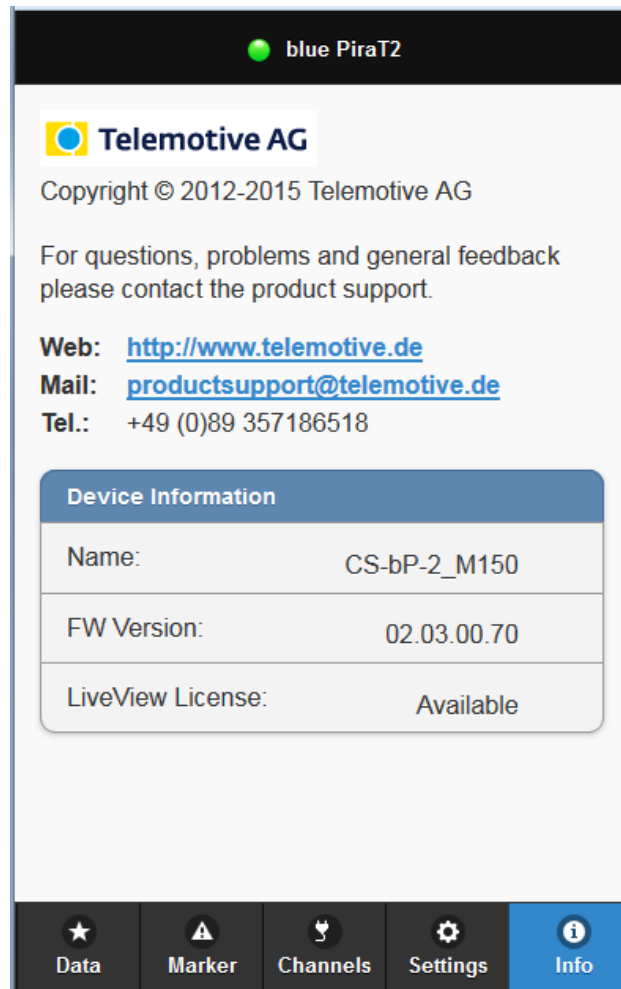 blue PiraT2
Telemotive AG
Copyright © 2012-2015 Telemotive AG
For questions, problems and general feedback
please contact the product support.
Web: http://www.telemotive.de
Mail: productsupport@telemotive.de
Tel.: +49 (0)89 357186518
Device Information
Name: CS-bP-2_M150
FW Version: 02.03.00.70
LiveView License: Available
Data Marker Channels Settings Info